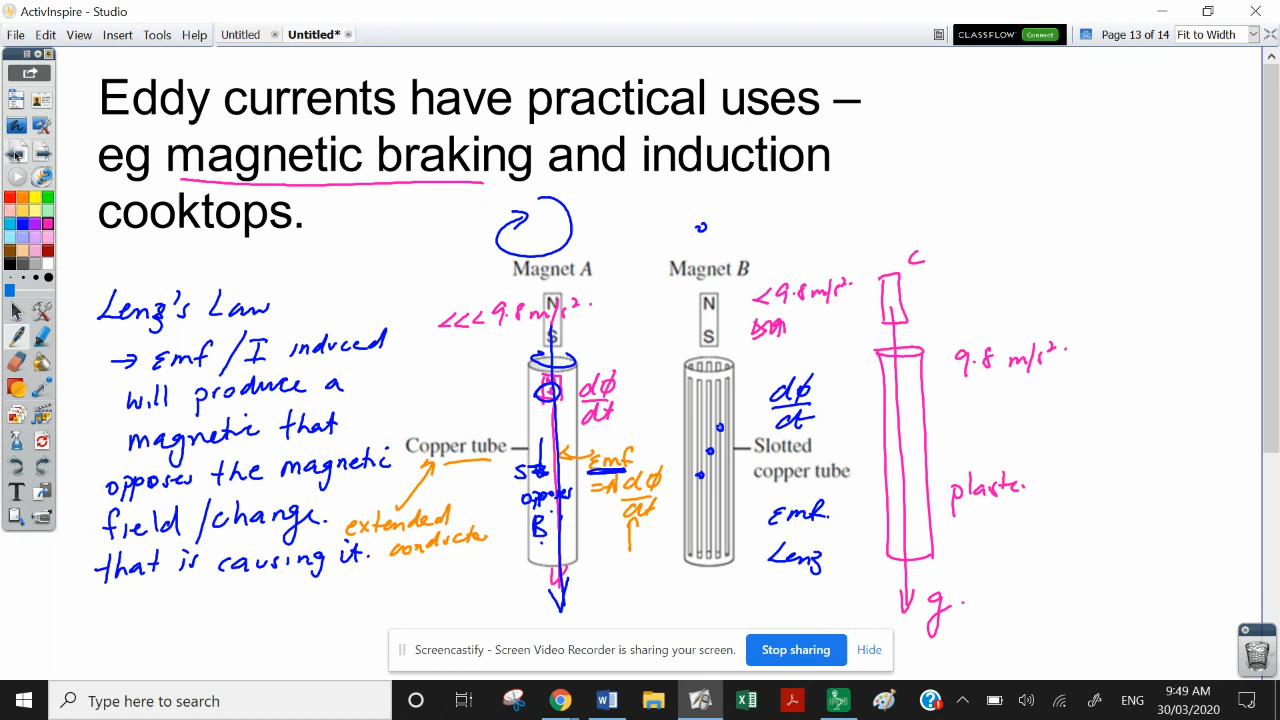 ActivInspire - Studio
File Edit View Insert Tools Help
Untitled
Untitled*
CLASSFLOW Connect
Page 13 of 14
Fit to Width
Eddy currents have practical uses –
eg magnetic braking and induction
cooktops.
Magnet A
Magnet B
C
N
S
N
S
<<< 9.8 m/s².
< 9.8 m/s².
9.8 m/s².
Lenz's Law
→ Emf / I induced
will produce a
magnetic that
opposes the magnetic
field/change.
that is causing it.
dϕ
dt
dϕ
dt
Copper tube
Slotted
copper tube
extended
Emf
dϕ
dt
B
Emf.
Lenz
g.
Screencastify - Screen Video Recorder is sharing your screen.
Stop sharing
Hide
T
Type here to search
ENG
9:49 AM
30/03/2020